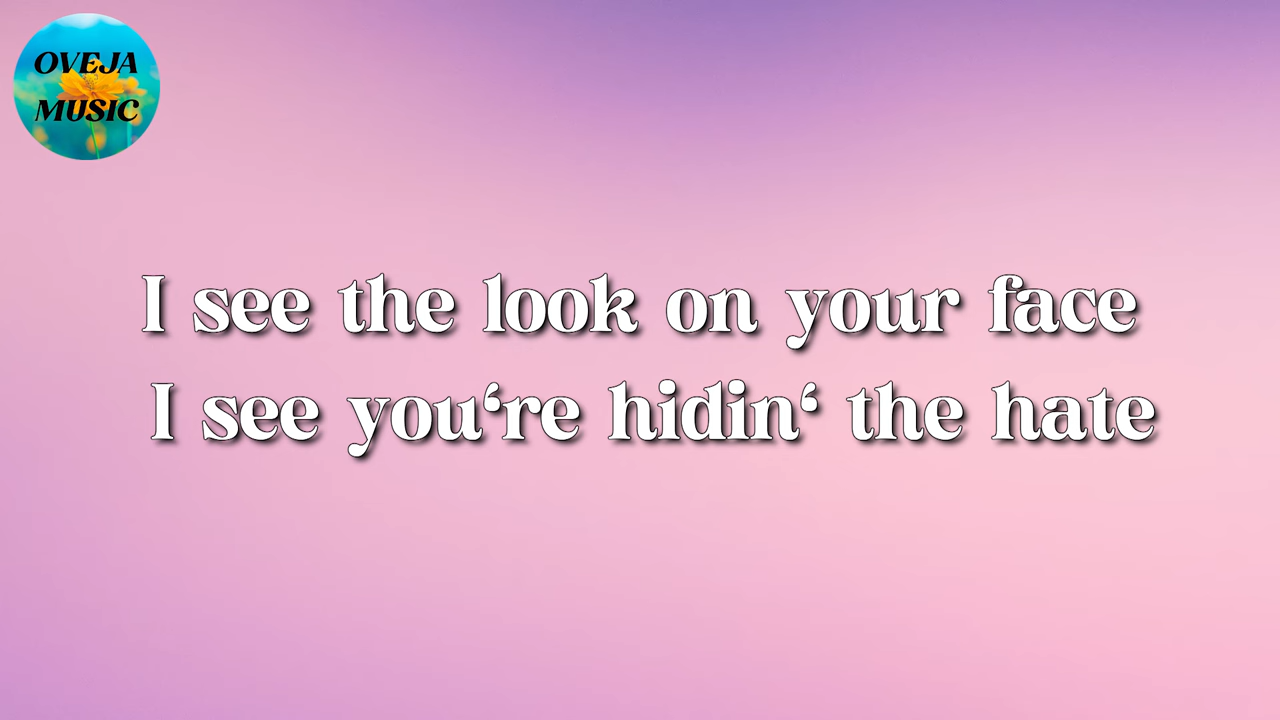 OVEJA
MUSIC
I see the look on your face
I see you‘re hidin‘ the hate